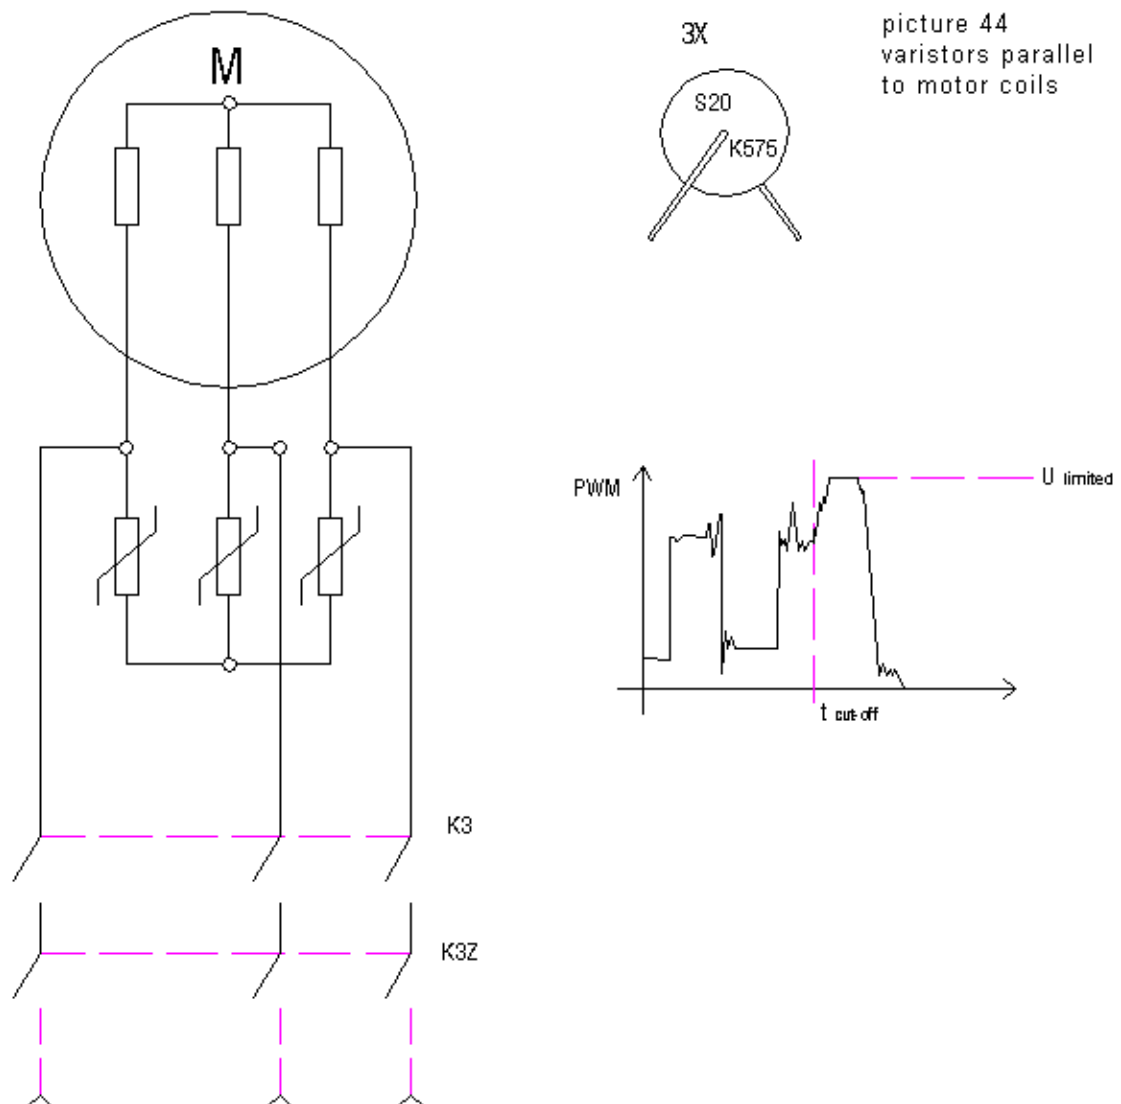 M
3X
picture 44
varistors parallel
to motor coils
S20
K575
PWM
U limited
t cut-off
K3
K3Z